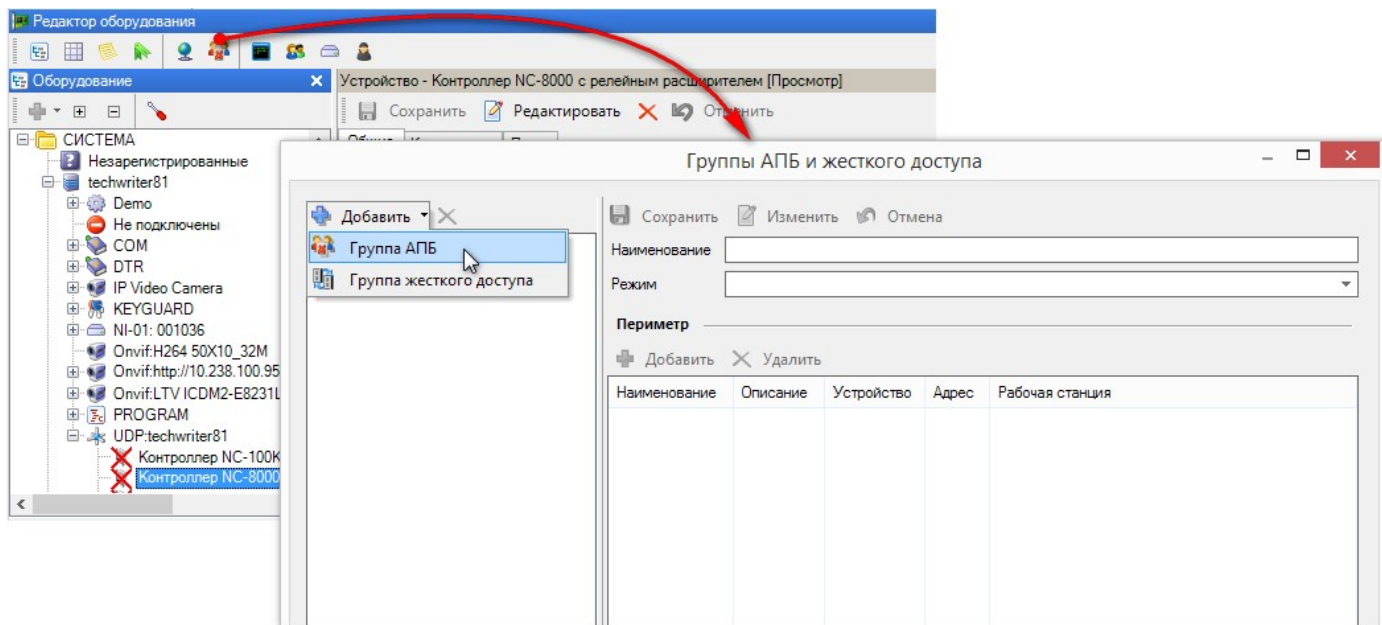 Редактор оборудования
Оборудование
Устройство - Контроллер NC-8000 с релейным расширителем [Просмотр]
Сохранить Редактировать Отменить
СИСТЕМА
Незарегистрированные
techwriter81
Demo
Не подключены
COM
DTR
IP Video Camera
KEYGUARD
NI-01: 001036
Onvif:H264 50X10_32M
Onvif:http://10.238.100.95
Onvif:LTV ICDM2-E8231L
PROGRAM
UDP:techwriter81
Контроллер NC-100K
Контроллер NC-8000
Группы АПБ и жесткого доступа
Добавить
Группа АПБ
Группа жесткого доступа
Сохранить Изменить Отмена
Наименование
Режим
Периметр
Добавить Удалить
Наименование Описание Устройство Адрес Рабочая станция